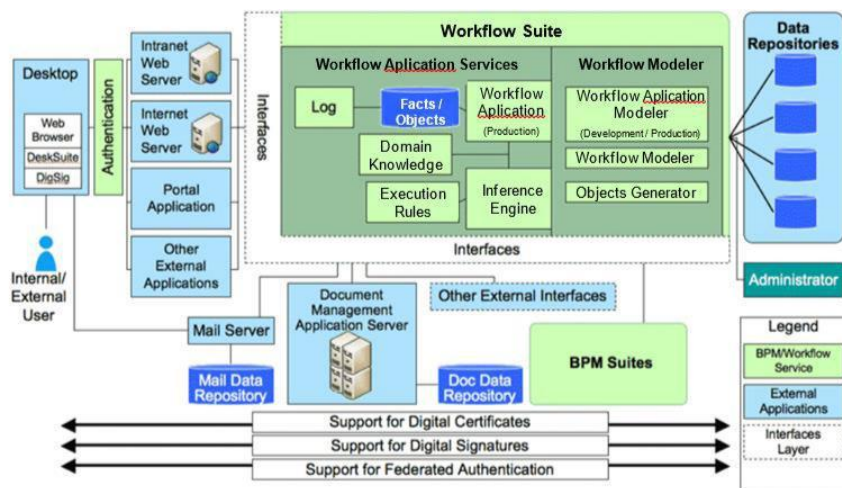 Workflow Suite
Data
Repositories
Desktop
Web
Browser
DeskSuite
DigSig
Internal/
External
User
Authentication
Intranet
Web
Server
Internet
Web
Server
Portal
Application
Other
External
Applications
Interfaces
Workflow Aplication Services
Log
Facts /
Objects
Workflow
Aplication
(Production)
Domain
Knowledge
Execution
Rules
Inference
Engine
Workflow Modeler
Workflow Aplication
Modeler
(Development / Production)
Workflow Modeler
Objects Generator
Interfaces
Administrator
Mail Server
Mail Data
Repository
Document
Management
Application Server
Doc Data
Repository
Other External Interfaces
BPM Suites
Legend
BPM/Workflow
Service
External
Applications
Interfaces
Layer
Support for Digital Certificates
Support for Digital Signatures
Support for Federated Authentication